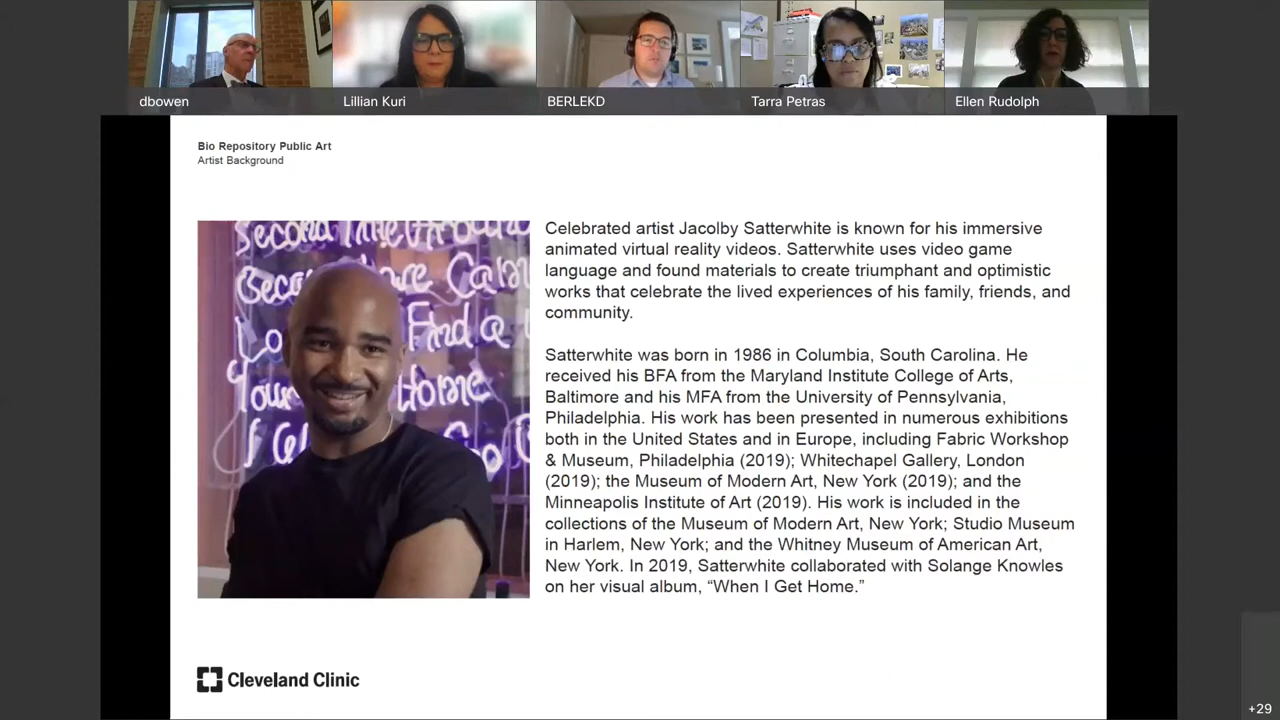 dbowen
Lillian Kuri
BERLEKD
Tarra Petras
Ellen Rudolph
Bio Repository Public Art
Artist Background
Second Time Around
Find a
Home
Celebrated artist Jacolby Satterwhite is known for his immersive
animated virtual reality videos. Satterwhite uses video game
language and found materials to create triumphant and optimistic
works that celebrate the lived experiences of his family, friends, and
community.
Satterwhite was born in 1986 in Columbia, South Carolina. He
received his BFA from the Maryland Institute College of Arts,
Baltimore and his MFA from the University of Pennsylvania,
Philadelphia. His work has been presented in numerous exhibitions
both in the United States and in Europe, including Fabric Workshop
& Museum, Philadelphia (2019); Whitechapel Gallery, London
(2019); the Museum of Modern Art, New York (2019); and the
Minneapolis Institute of Art (2019). His work is included in the
collections of the Museum of Modern Art, New York; Studio Museum
in Harlem, New York; and the Whitney Museum of American Art,
New York. In 2019, Satterwhite collaborated with Solange Knowles
on her visual album, “When I Get Home.”
Cleveland Clinic
+29